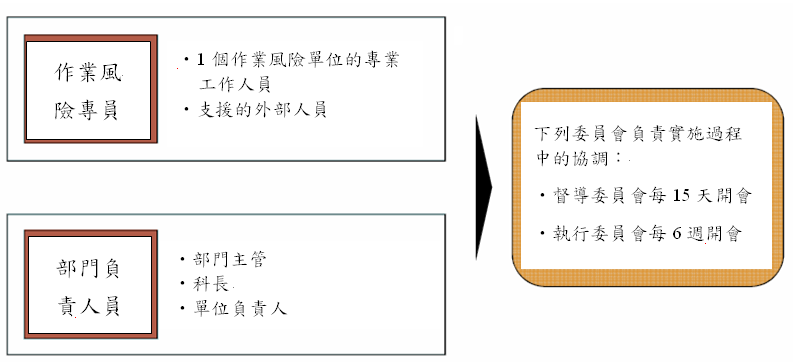 作業風
險專員
・1 個作業風險單位的專業
工作人員
・支援的外部人員
部門負
責人員
・部門主管
・科長
・單位負責人
下列委員會負責實施過程
中的協調：
・督導委員會每 15 天開會
・執行委員會每 6 週開會